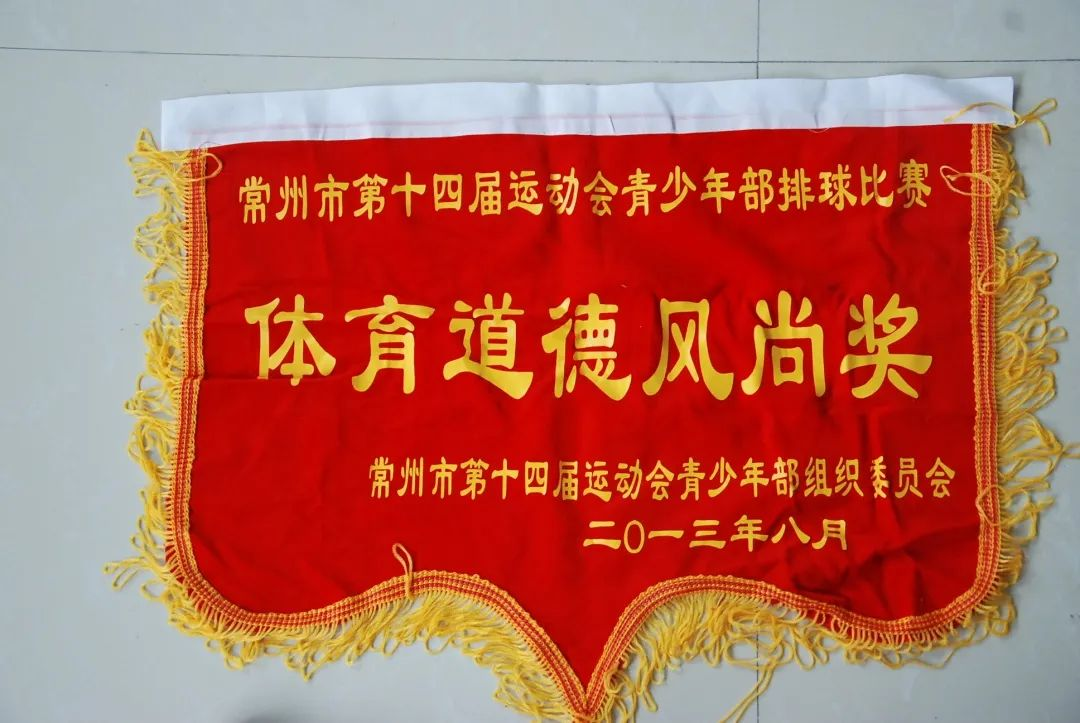 常州市第十四届运动会青少年部排球比赛
体育道德风尚奖
常州市第十四届运动会青少年部组织委员会
二〇一三年八月